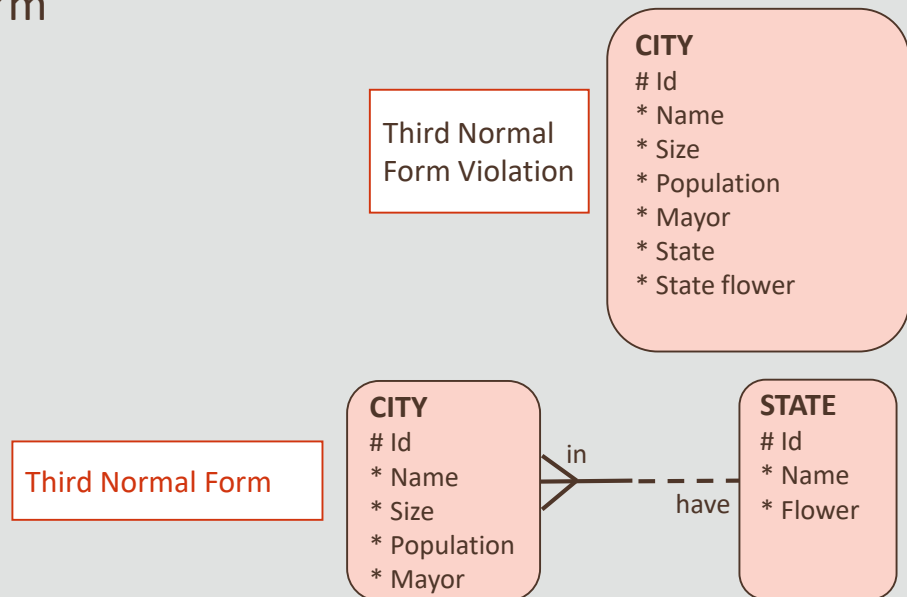 CITY
# Id
* Name
* Size
* Population
* Mayor
* State
* State flower
Third Normal
Form Violation
Third Normal Form
CITY
# Id
* Name
* Size
* Population
* Mayor
in
have
STATE
# Id
* Name
* Flower